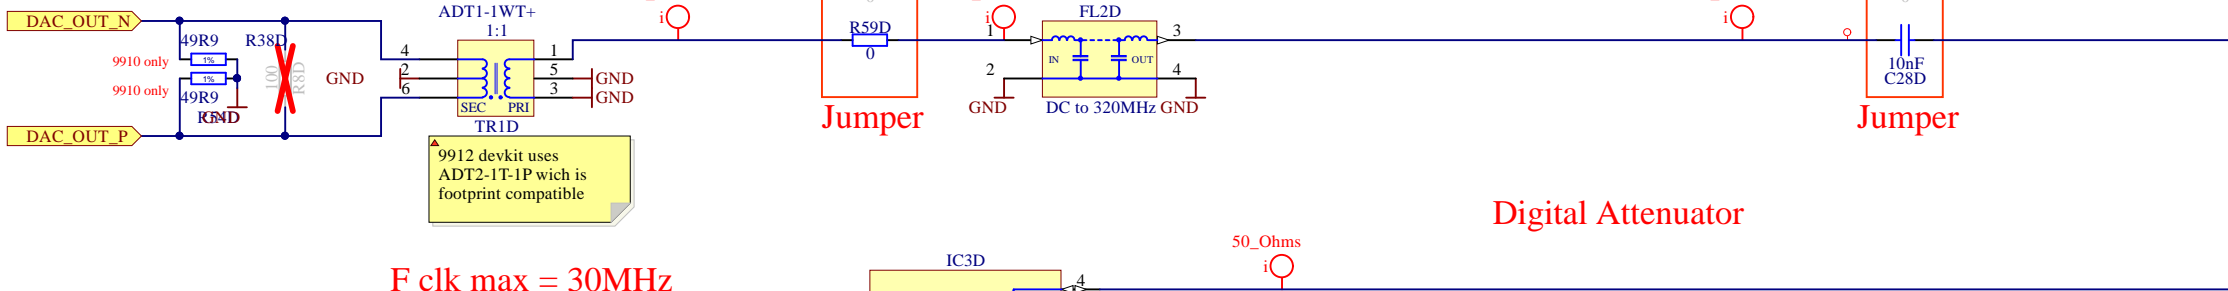 DAC_OUT_N
49R9
R38D
9910 only
1%
1%
9910 only
49R9
GND
100
R8D
DAC_OUT_P
ADT1-1WT+
1:1
GND
4
2
6
SEC
PRI
1
5
3
GND
GND
TR1D
9912 devkit uses
ADT2-1T-1P wich is
footprint compatible
i
R59D
0
Jumper
i
FL2D
1
3
IN
OUT
2
4
GND
DC to 320MHz
GND
i
10nF
C28D
Jumper
Digital Attenuator
F clk max = 30MHz
IC3D
4
50_Ohms
i